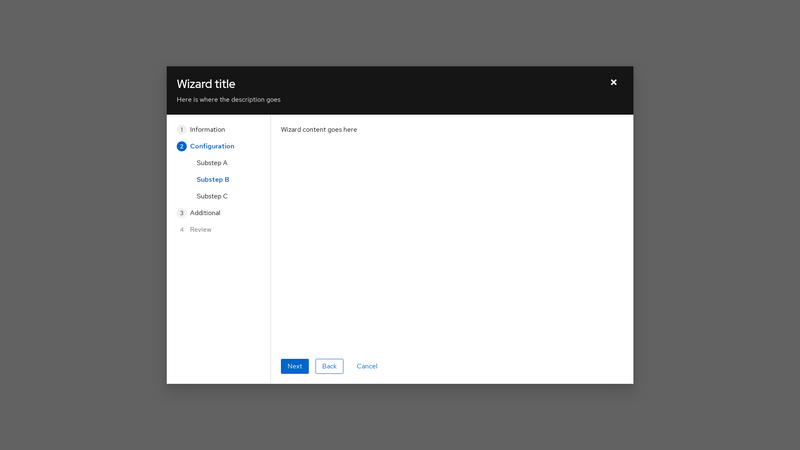 Wizard title
Here is where the description goes
1 Information
2 Configuration
Substep A
Substep B
Substep C
3 Additional
4 Review
Wizard content goes here
Next Back Cancel